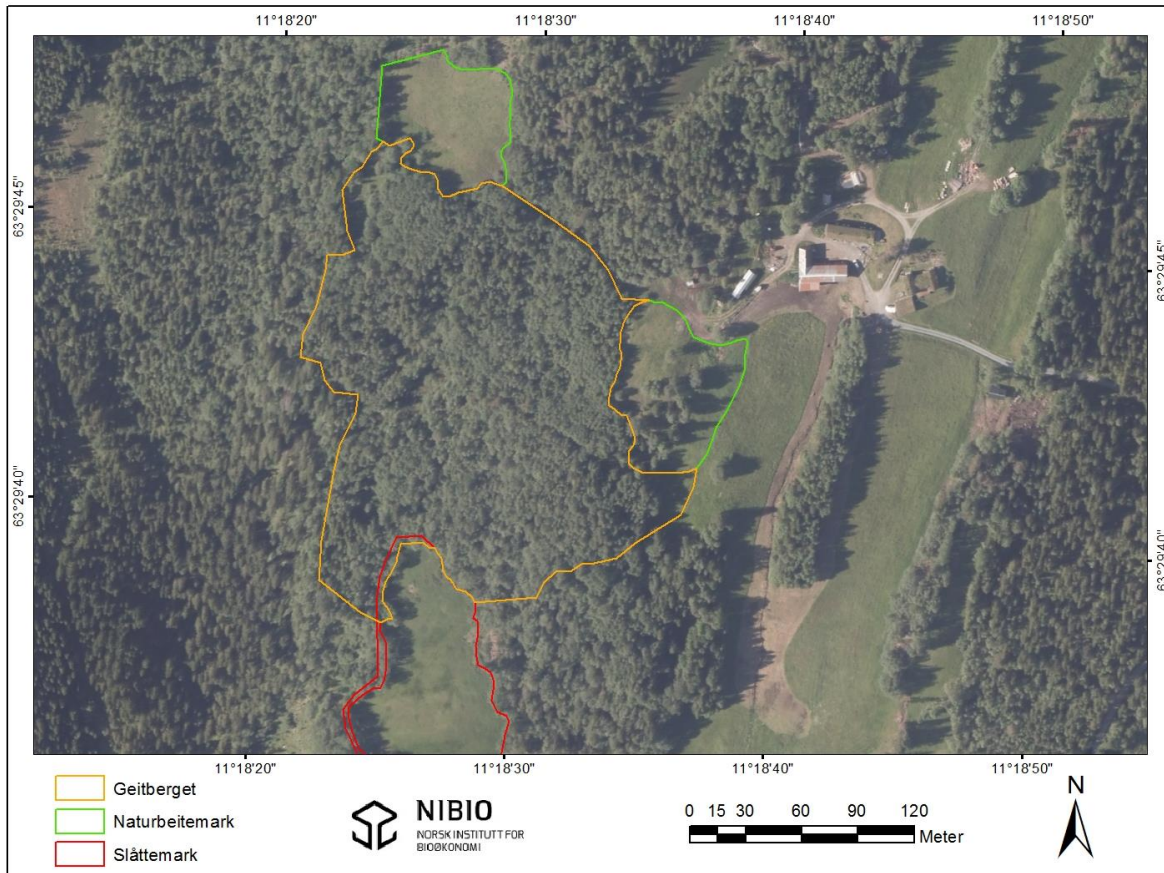 11°18'20" 11°18'30" 11°18'40" 11°18'50"
63°29'45"
63°29'45"
63°29'40"
63°29'40"
11°18'20" 11°18'30" 11°18'40" 11°18'50"
Geitberget
Naturbeitemark
Slåttemark
NIBIO
NORSK INSTITUTT FOR
BIOØKONOMI
0 15 30 60 90 120
Meter
N